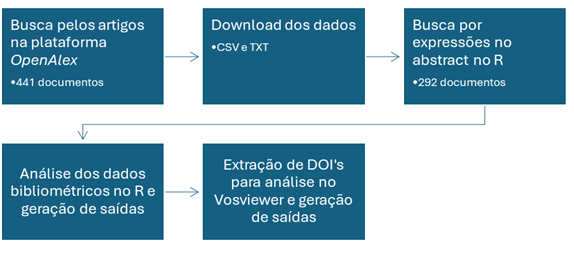 Busca pelos artigos
na plataforma
OpenAlex
•441 documentos
Download dos dados
•CSV e TXT
Busca por
expressões no
abstract no R
•292 documentos
Análise dos dados
bibliométricos no R e
geração de saídas
Extração de DOI's
para análise no
Vosviewer e geração
de saídas